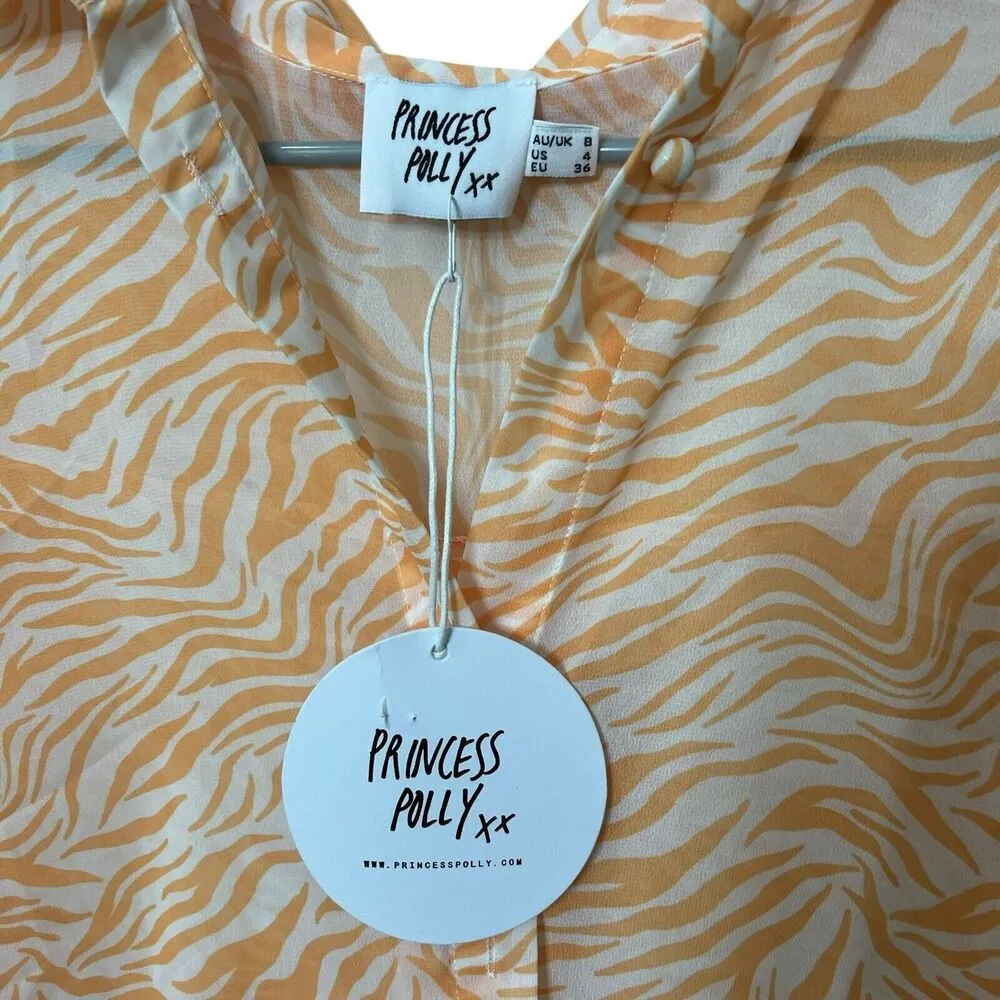 PRINCESS
POLLY xx
AU/UK 8
US 4
EU 36
PRINCESS
POLLY xx
WWW.PRINCESSPOLLY.COM